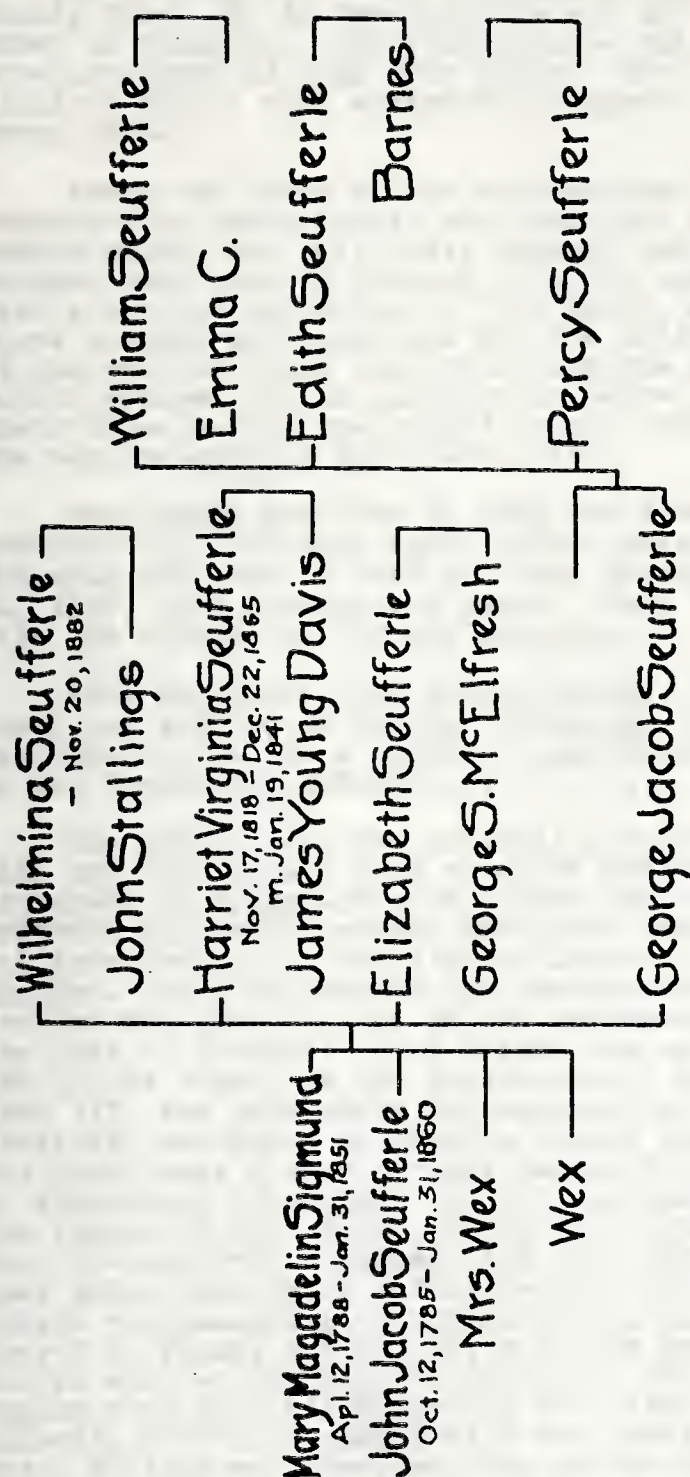 Mary Magadelin Sigmund
Apl. 12, 1788 - Jan. 31, 1851
John Jacob Seufferle
Oct. 12, 1785 - Jan. 31, 1860
Mrs. Wex
Wex
Wilhelmina Seufferle
- Nov. 20, 1882
John Stallings
Harriet Virginia Seufferle
Nov. 17, 1818 - Dec. 22, 1865
m. Jan. 19, 1841
James Young Davis
Elizabeth Seufferle
George S. McElfresh
George Jacob Seufferle
William Seufferle
Emma C.
Edith Seufferle
Barnes
Percy Seufferle